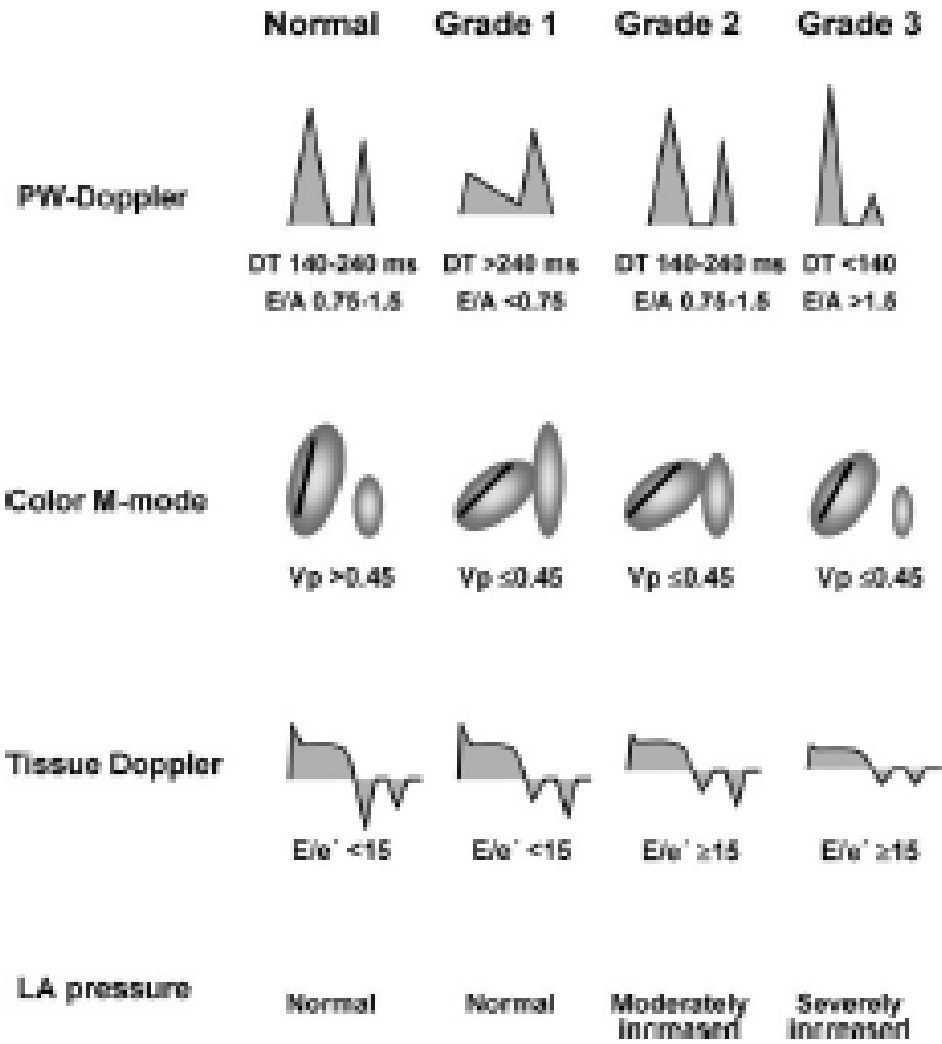 Normal Grade 1 Grade 2 Grade 3
PW-Doppler
DT 140-240 ms DT >240 ms DT 140-240 ms DT <140
E/A 0.75-1.5 E/A <0.75 E/A 0.75-1.5 E/A >1.5
Color M-mode
Vp >0.45 Vp ≤0.45 Vp ≤0.45 Vp ≤0.45
Tissue Doppler
E/e´ <15 E/e´ <15 E/e´ ≥15 E/e´ ≥15
LA pressure
Normal Normal Moderately Severely
increased increased